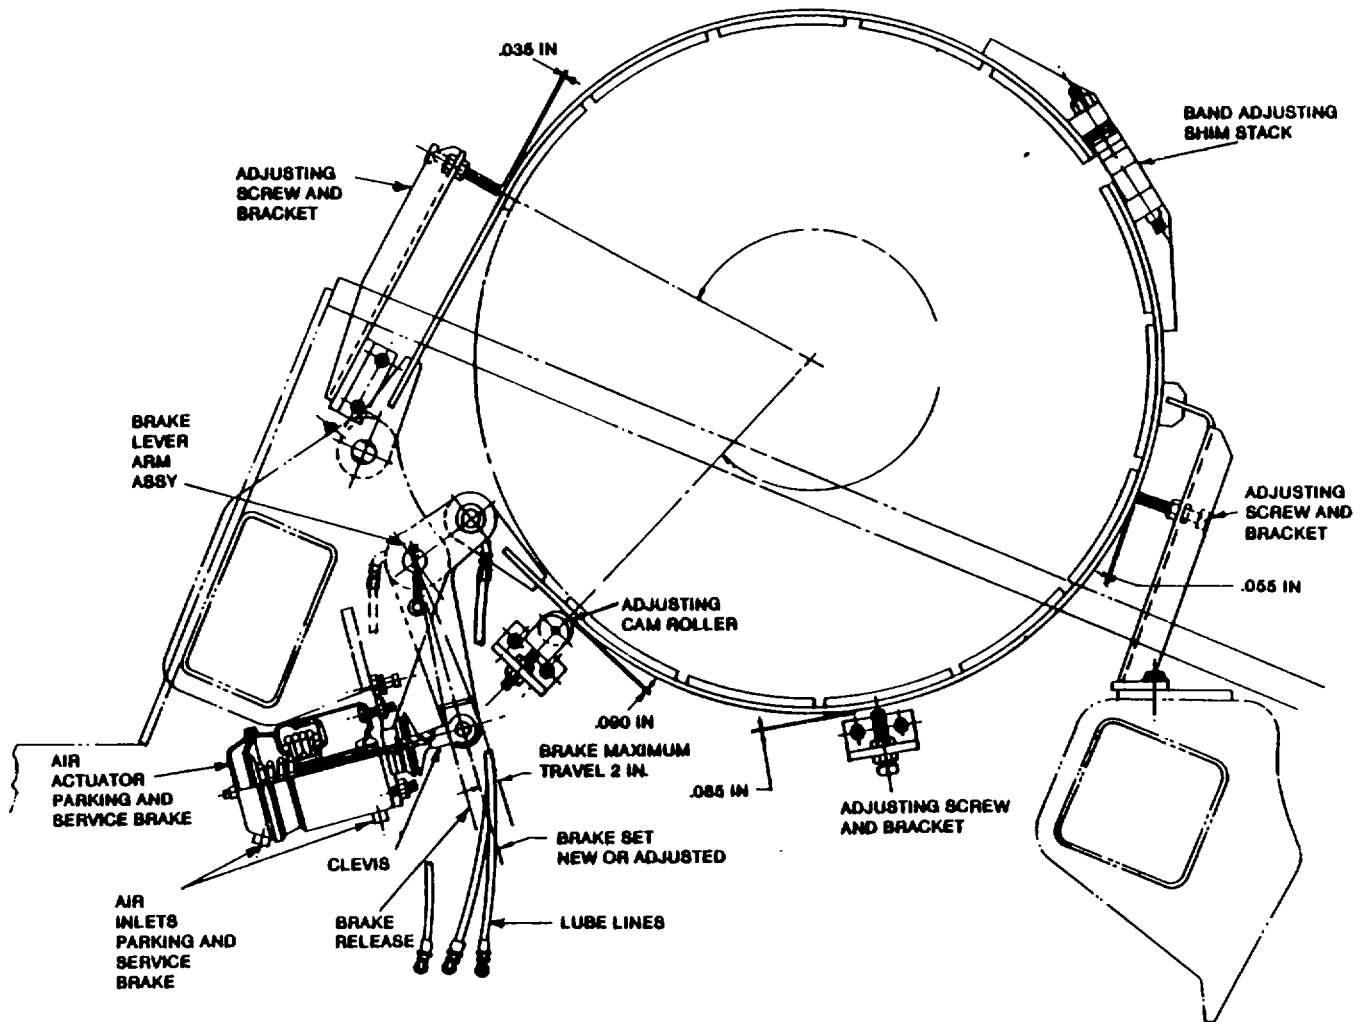 .035 IN
BAND ADJUSTING
SHIM STACK
ADJUSTING
SCREW AND
BRACKET
BRAKE
LEVER
ARM
ASSY
ADJUSTING
SCREW AND
BRACKET
.055 IN
ADJUSTING
CAM ROLLER
.090 IN
BRAKE MAXIMUM
TRAVEL 2 IN.
.085 IN
AIR
ACTUATOR
PARKING AND
SERVICE BRAKE
ADJUSTING SCREW
AND BRACKET
BRAKE SET
NEW OR ADJUSTED
CLEVIS
AIR
INLETS
PARKING AND
SERVICE
BRAKE
BRAKE
RELEASE
LUBE LINES